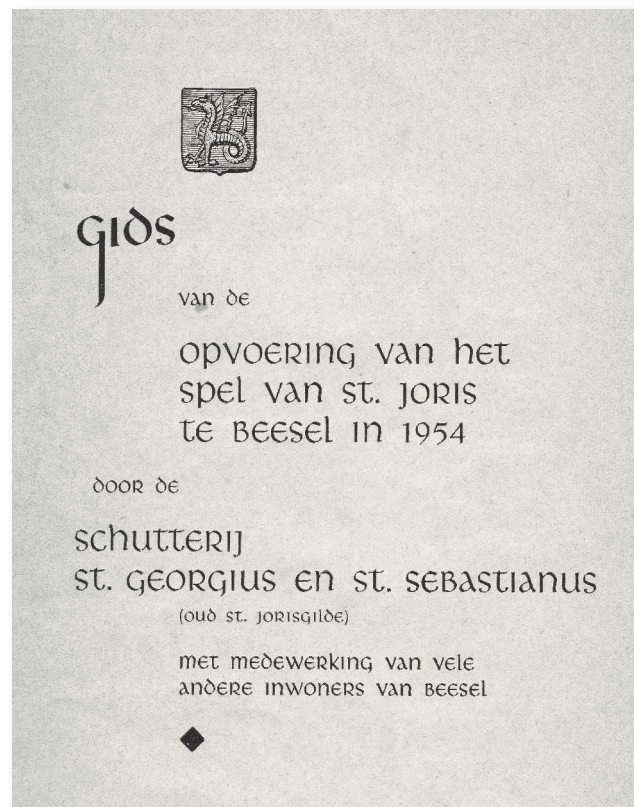 GIDS
van de
opvoering van het
spel van St. Joris
te Beesel in 1954
door de
schutterij
St. Georgius en St. Sebastianus
(oud St. Jorisgilde)
met medewerking van vele
andere inwoners van Beesel